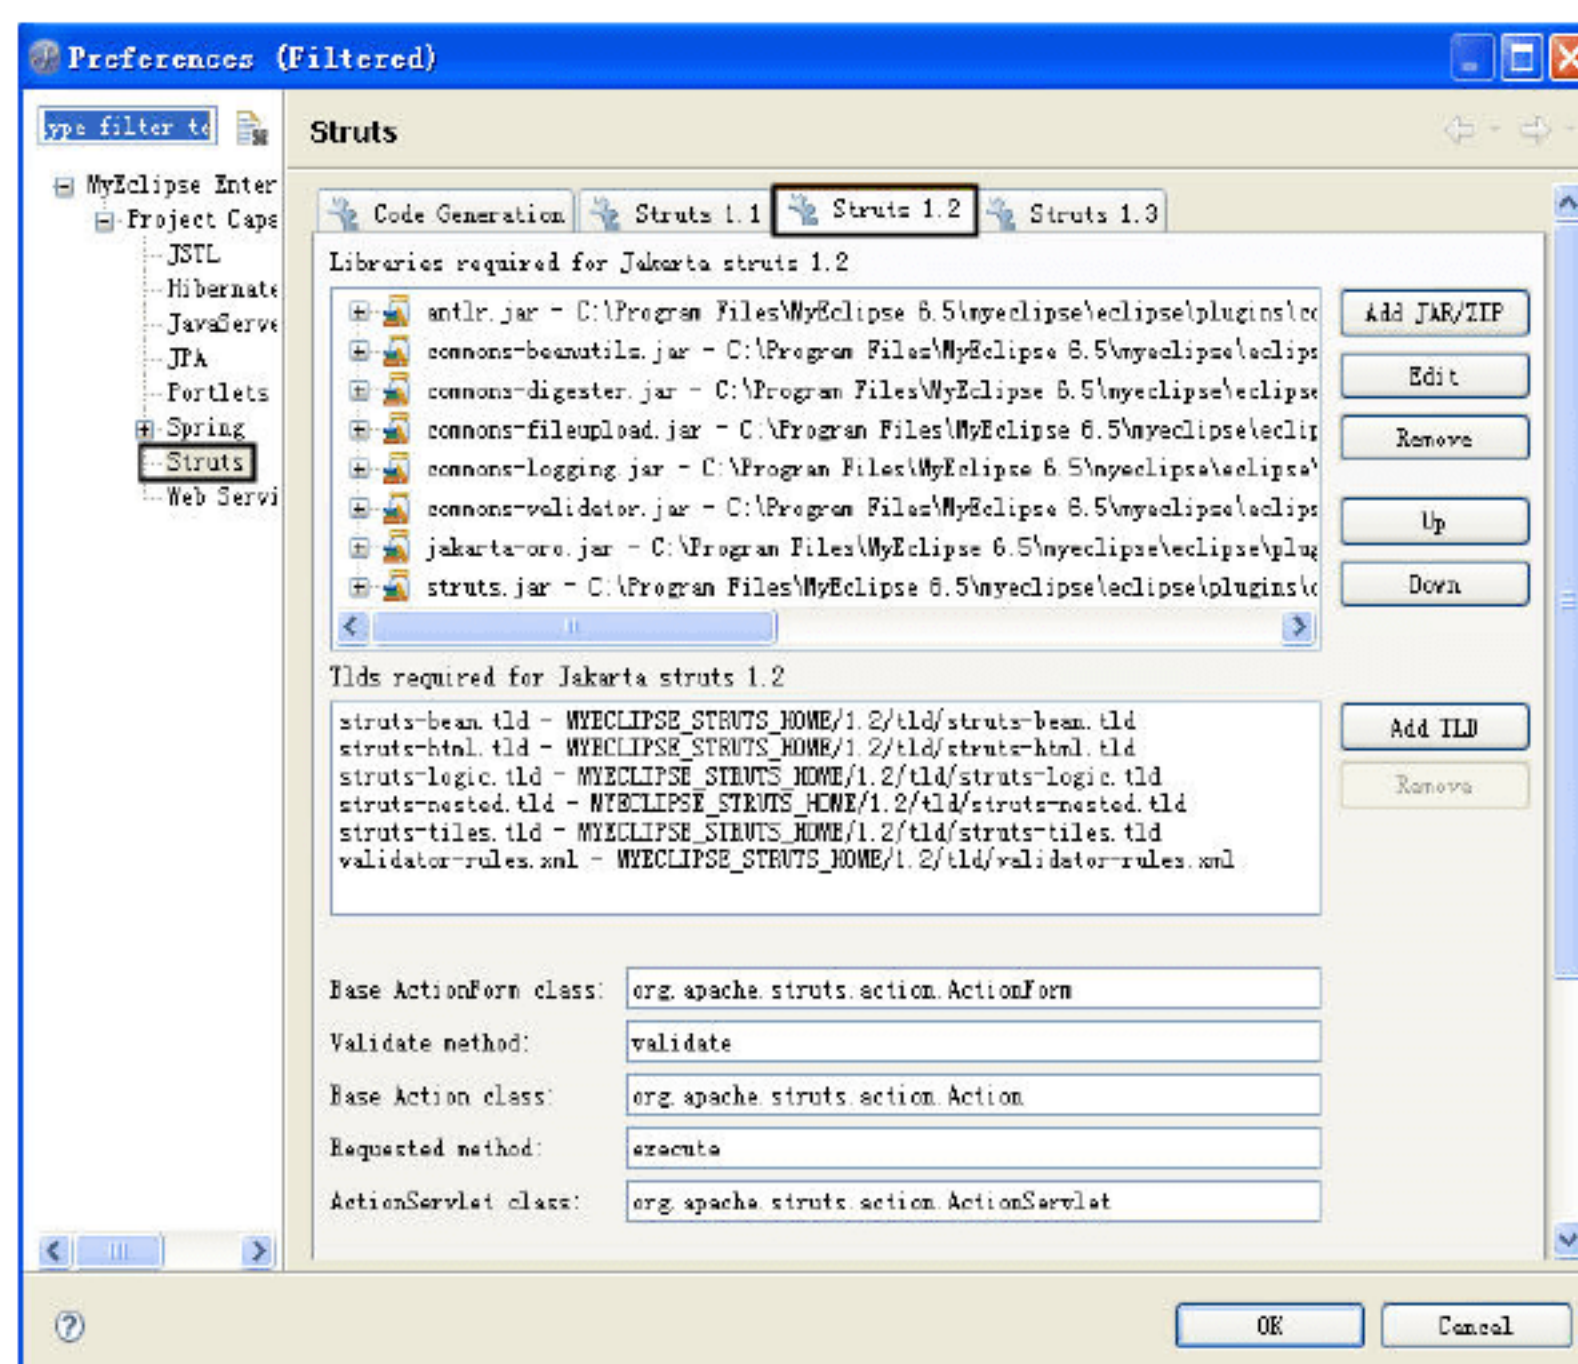 Preferences (Filtered)
ype filter te
Struts
MyEclipse Enter
Project Capa
JSTL
Hibernate
JavaServe
JPA
Portlets
Spring
Struts
Web Servi
Code Generation
Struts 1.1
Struts 1.2
Struts 1.3
Libraries required for Jakarta struts 1.2
antlr.jar - C:\Program Files\MyEclipse 6.5\myeclipse\eclipse\plugins\co
commons-beanutils.jar - C:\Program Files\MyEclipse 6.5\myeclipse\eclips
commons-digester.jar - C:\Program Files\MyEclipse 6.5\myeclipse\eclipse
commons-fileupload.jar - C:\Program Files\MyEclipse 6.5\myeclipse\eclip
commons-logging.jar - C:\Program Files\MyEclipse 6.5\myeclipse\eclipse\
commons-validator.jar - C:\Program Files\MyEclipse 6.5\myeclipse\eclips
jakarta-oro.jar - C:\Program Files\MyEclipse 6.5\myeclipse\eclipse\plug
struts.jar - C:\Program Files\MyEclipse 6.5\myeclipse\eclipse\plugins\c
Add JAR/ZIP
Edit
Remove
Up
Down
Tlds required for Jakarta struts 1.2
struts-bean.tld - MYECLIPSE_STRUTS_HOME/1.2/tld/struts-bean.tld
struts-html.tld - MYECLIPSE_STRUTS_HOME/1.2/tld/struts-html.tld
struts-logic.tld - MYECLIPSE_STRUTS_HOME/1.2/tld/struts-logic.tld
struts-nested.tld - MYECLIPSE_STRUTS_HOME/1.2/tld/struts-nested.tld
struts-tiles.tld - MYECLIPSE_STRUTS_HOME/1.2/tld/struts-tiles.tld
validator-rules.xml - MYECLIPSE_STRUTS_HOME/1.2/tld/validator-rules.xml
Add TLD
Remove
Base ActionForm class: org.apache.struts.action.ActionForm
Validate method: validate
Base Action class: org.apache.struts.action.Action
Requested method: execute
ActionServlet class: org.apache.struts.action.ActionServlet
OK
Cancel